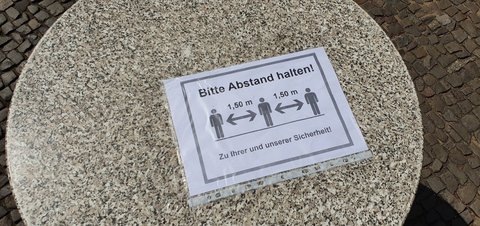 Bitte Abstand halten!
1,50 m 1,50 m
Zu Ihrer und unserer Sicherheit!